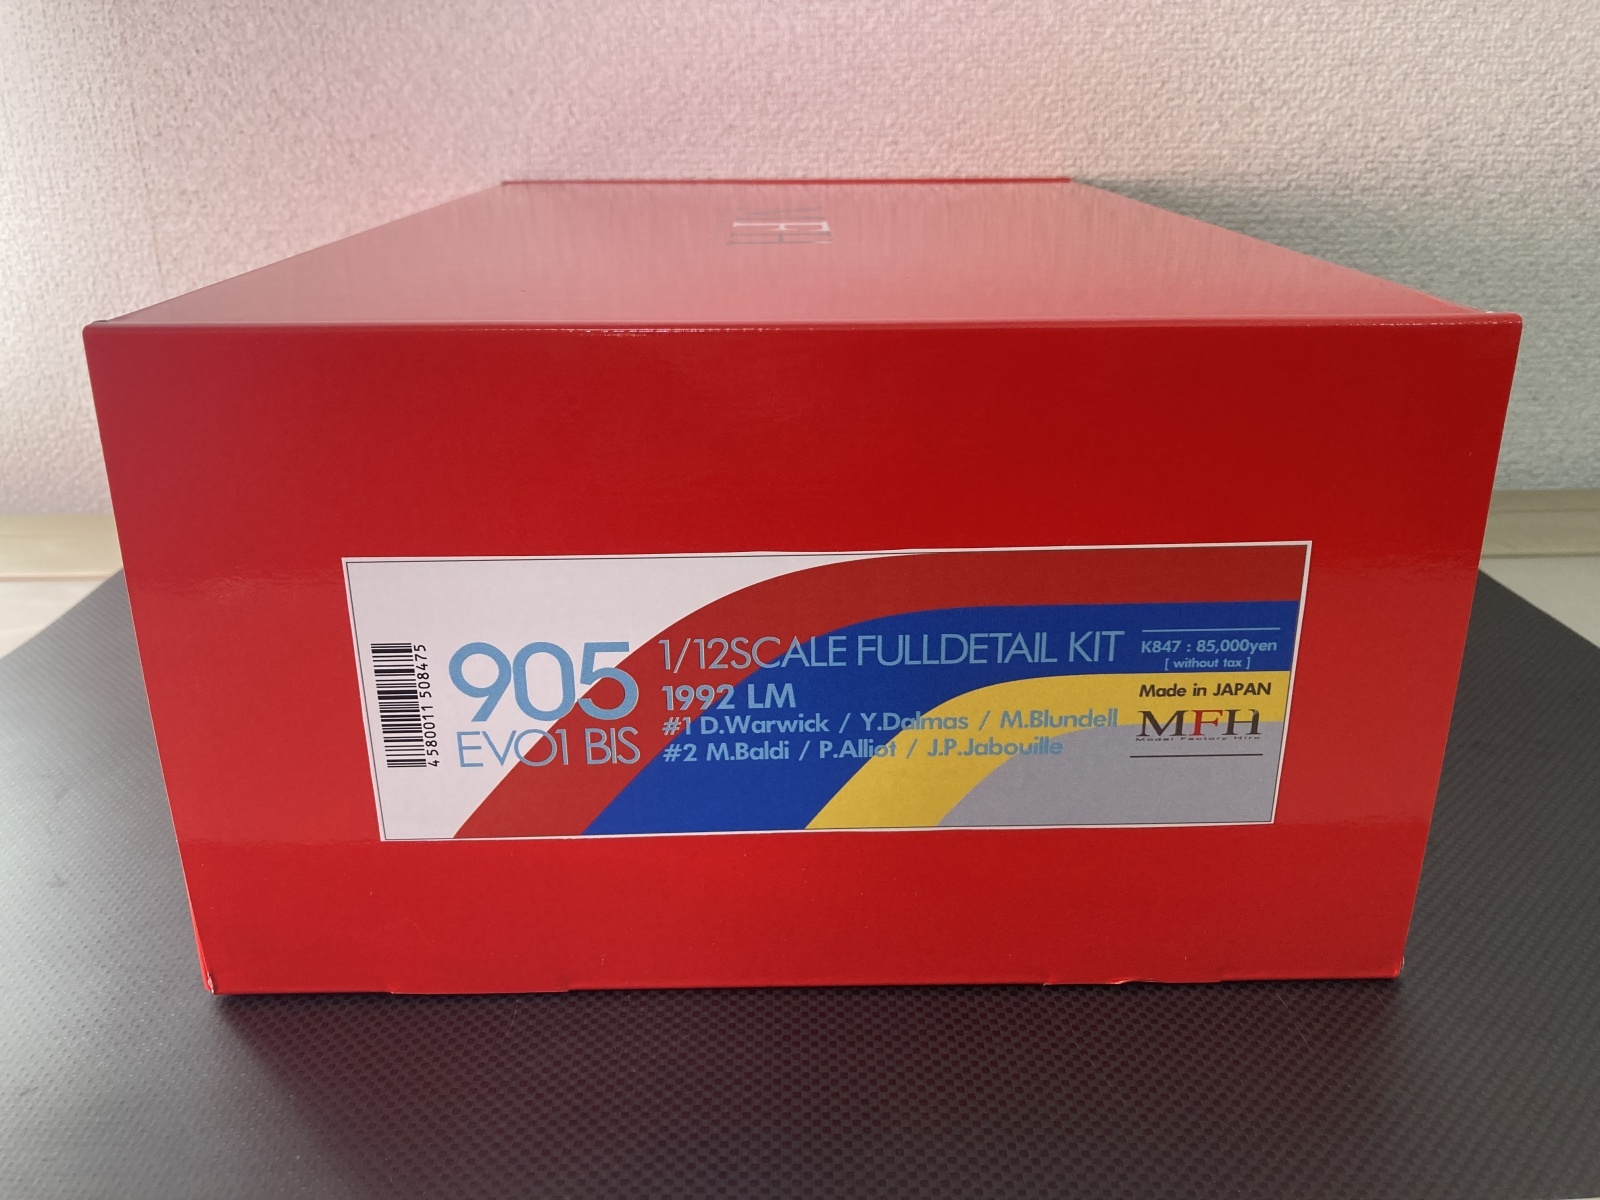 905
EVO1 BIS
1/12SCALE FULLDETAIL KIT
1992 LM
#1 D.Warwick / Y.Dalmas / M.Blundell
#2 M.Baldi / P.Alliot / J.P.Jabouille
K847 : 85,000yen
[ without tax ]
Made in JAPAN
MFH
Model Factory Hiro
4580011 508475